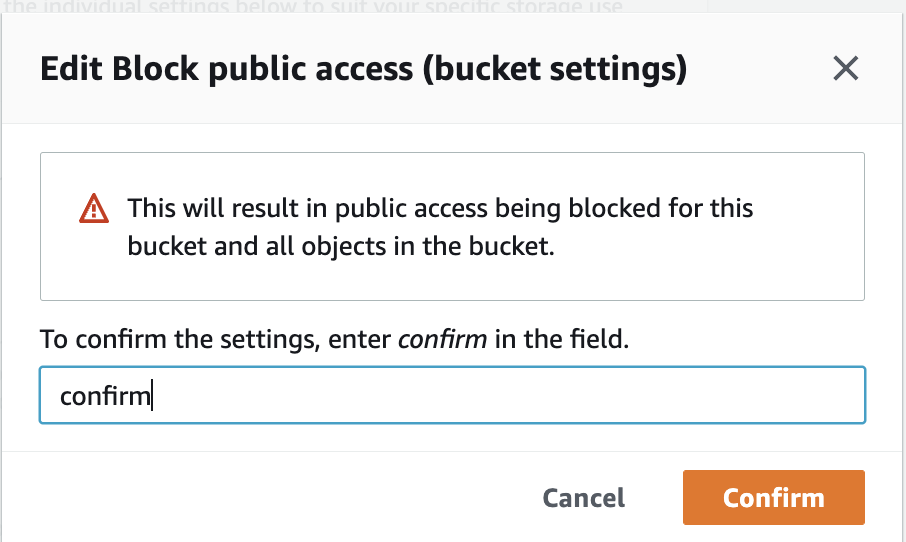 the individual settings below to suit your specific storage use
Edit Block public access (bucket settings)
This will result in public access being blocked for this
bucket and all objects in the bucket.
To confirm the settings, enter confirm in the field.
confirm
Cancel
Confirm